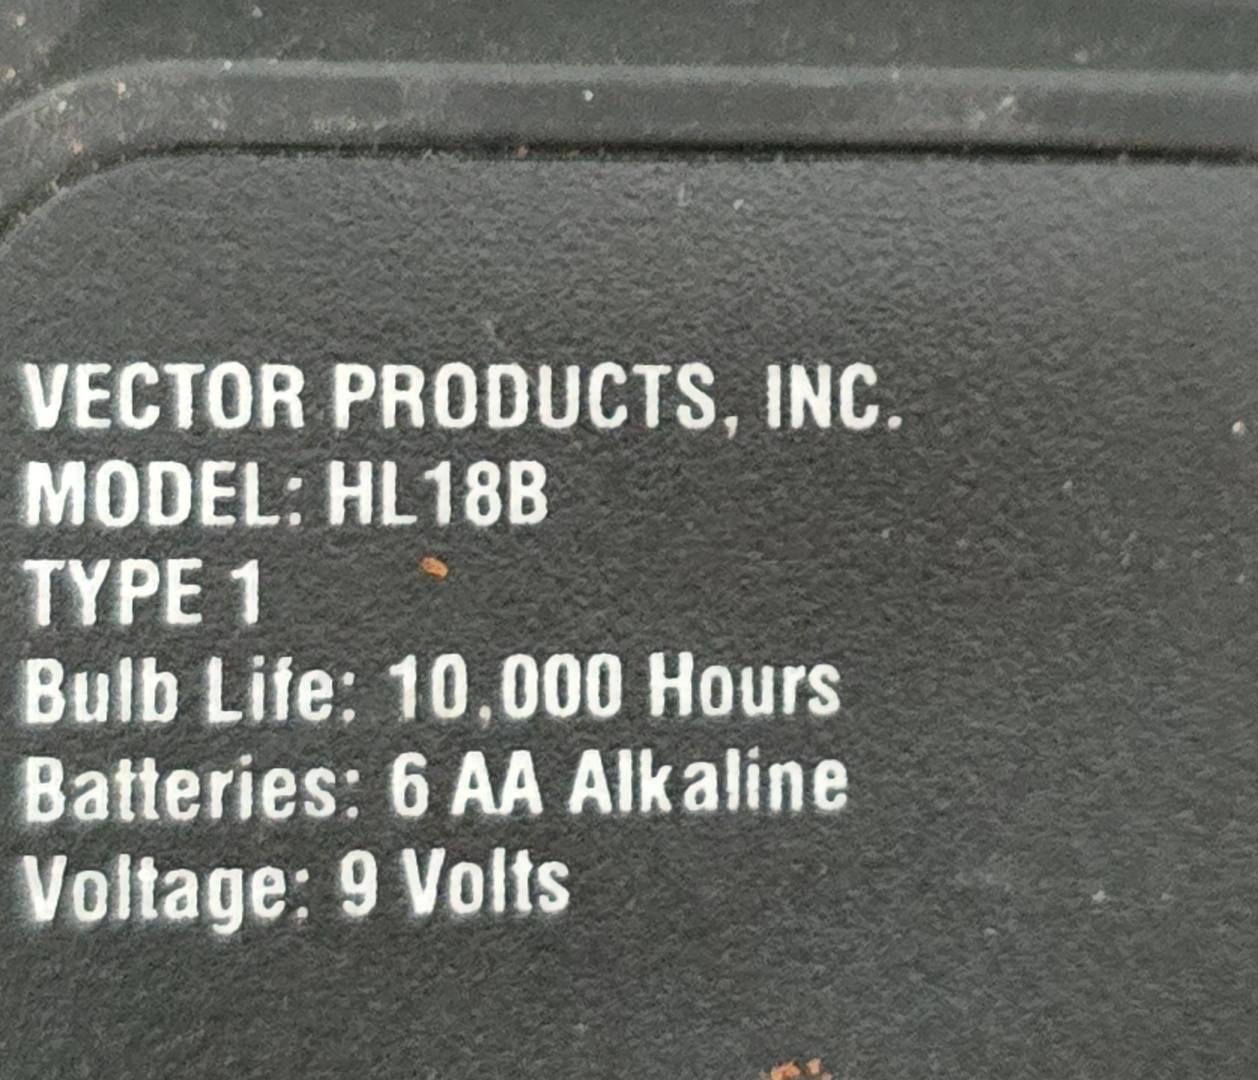 VECTOR PRODUCTS, INC.
MODEL: HL18B
TYPE 1
Bulb Life: 10,000 Hours
Batteries: 6 AA Alkaline
Voltage: 9 Volts